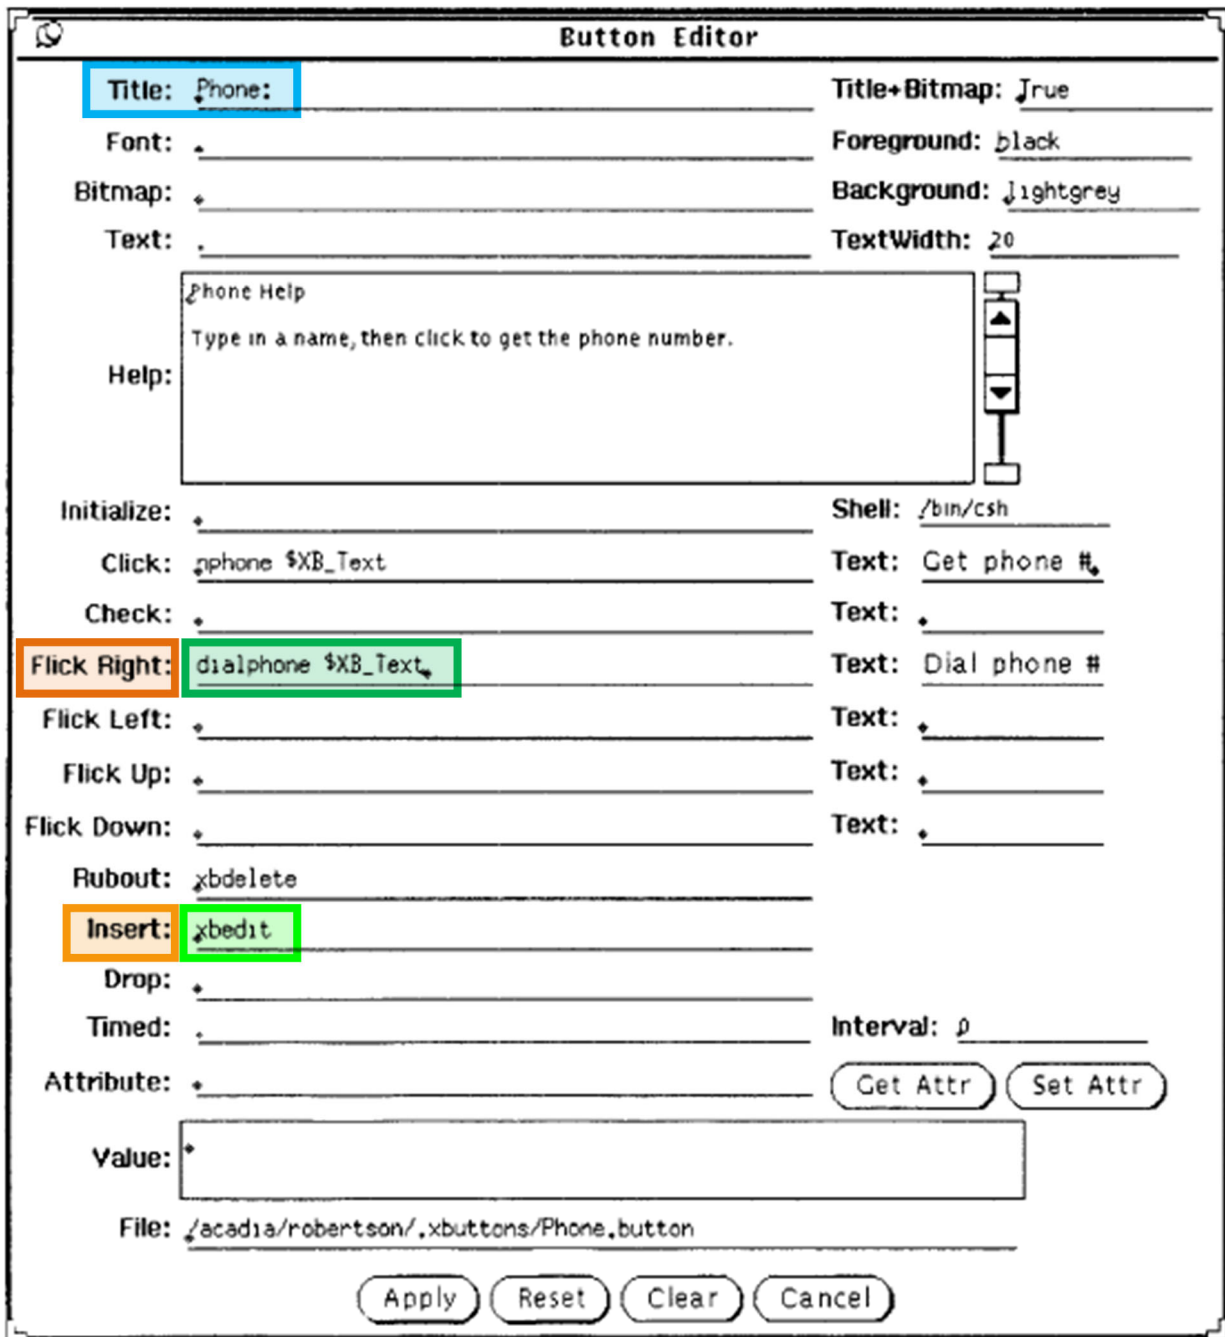 Button Editor
Title: Phone: Title+Bitmap: True
Font: Foreground: black
Bitmap: Background: lightgrey
Text: TextWidth: 20
Phone Help
Type in a name, then click to get the phone number.
Help:
Initialize: Shell: /bin/csh
Click: nphone $XB_Text Text: Get phone #
Check: Text:
Flick Right: dialphone $XB_Text Text: Dial phone #
Flick Left: Text:
Flick Up: Text:
Flick Down: Text:
Rubout: xbdelete
Insert: xbedit
Drop:
Timed: Interval: 0
Attribute: Get Attr Set Attr
Value:
File: /acadia/robertson/.xbuttons/Phone.button
Apply Reset Clear Cancel